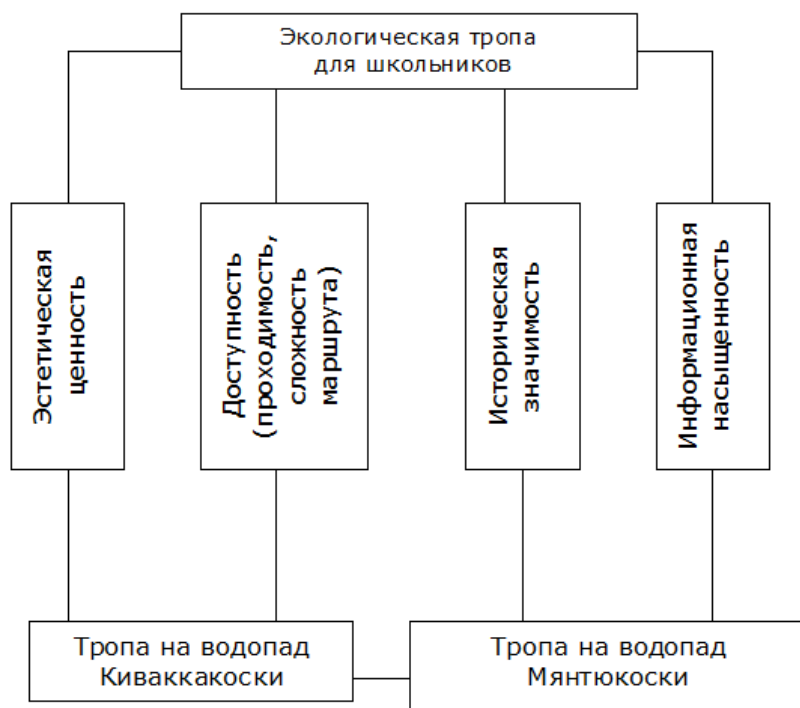 Экологическая тропа
для школьников
Эстетическая
ценность
Доступность
(проходимость,
сложность
маршрута)
Историческая
значимость
Информационная
насыщенность
Тропа на водопад
Киваккакоски
Тропа на водопад
Мянтюкоски